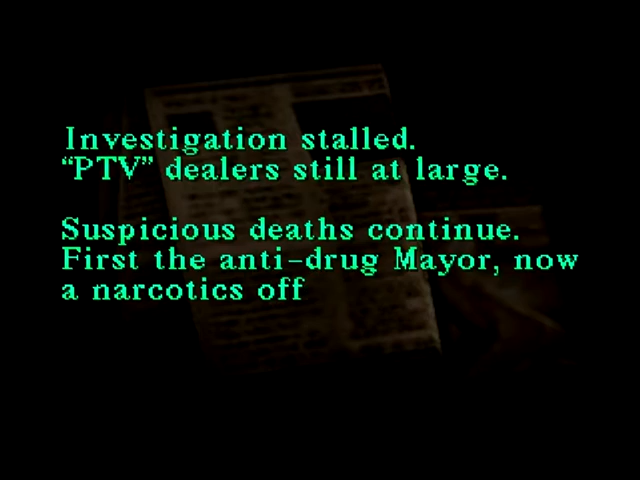 Investigation stalled.
“PTV” dealers still at large.
Suspicious deaths continue.
First the anti-drug Mayor, now
a narcotics off